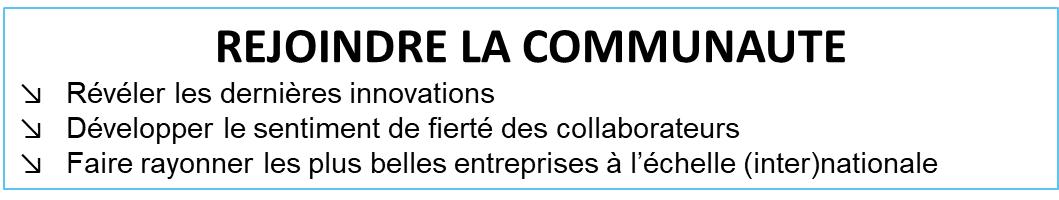 REJOINDRE LA COMMUNAUTE
↘ Révéler les dernières innovations
↘ Développer le sentiment de fierté des collaborateurs
↘ Faire rayonner les plus belles entreprises à l’échelle (inter)nationale